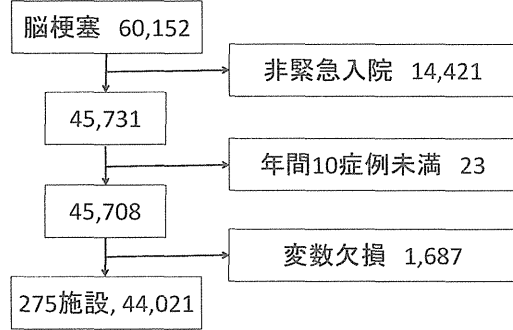 脳梗塞 60,152
非緊急入院 14,421
45,731
年間10症例未満 23
45,708
変数欠損 1,687
275施設, 44,021